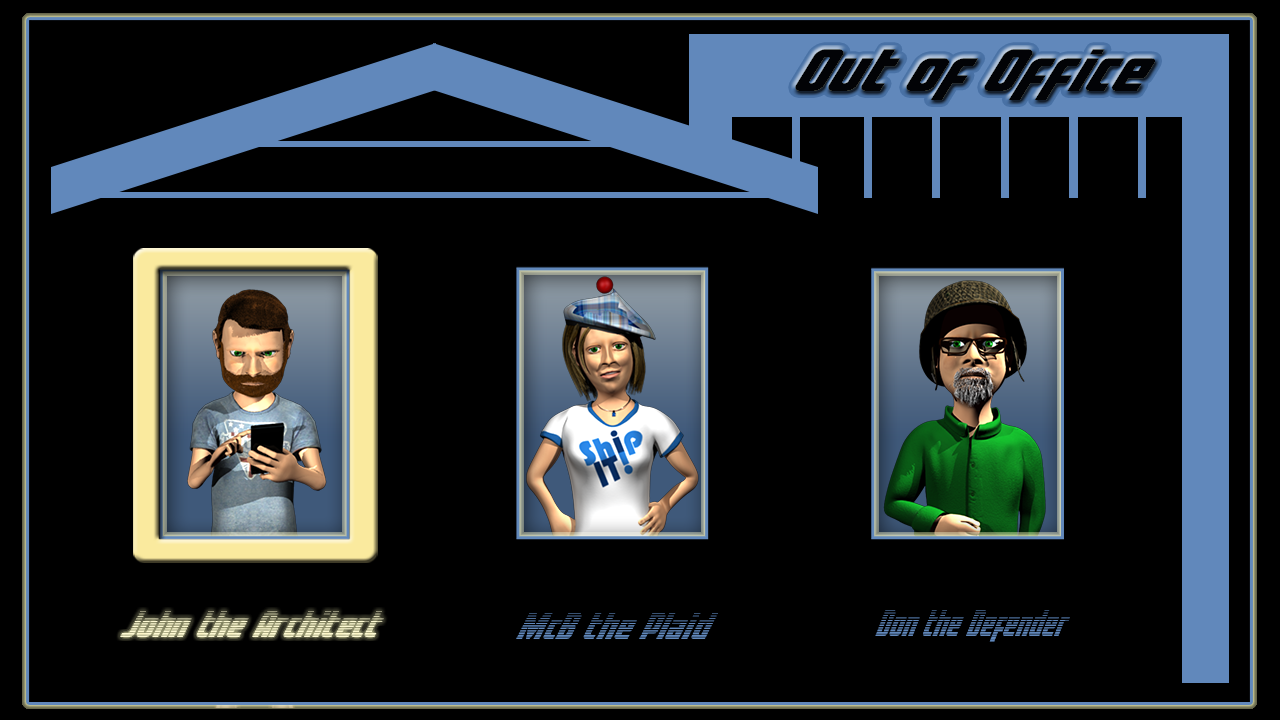 Out of Office
Ship
IT!
John the Architect
McB the Plaid
Don the Defender